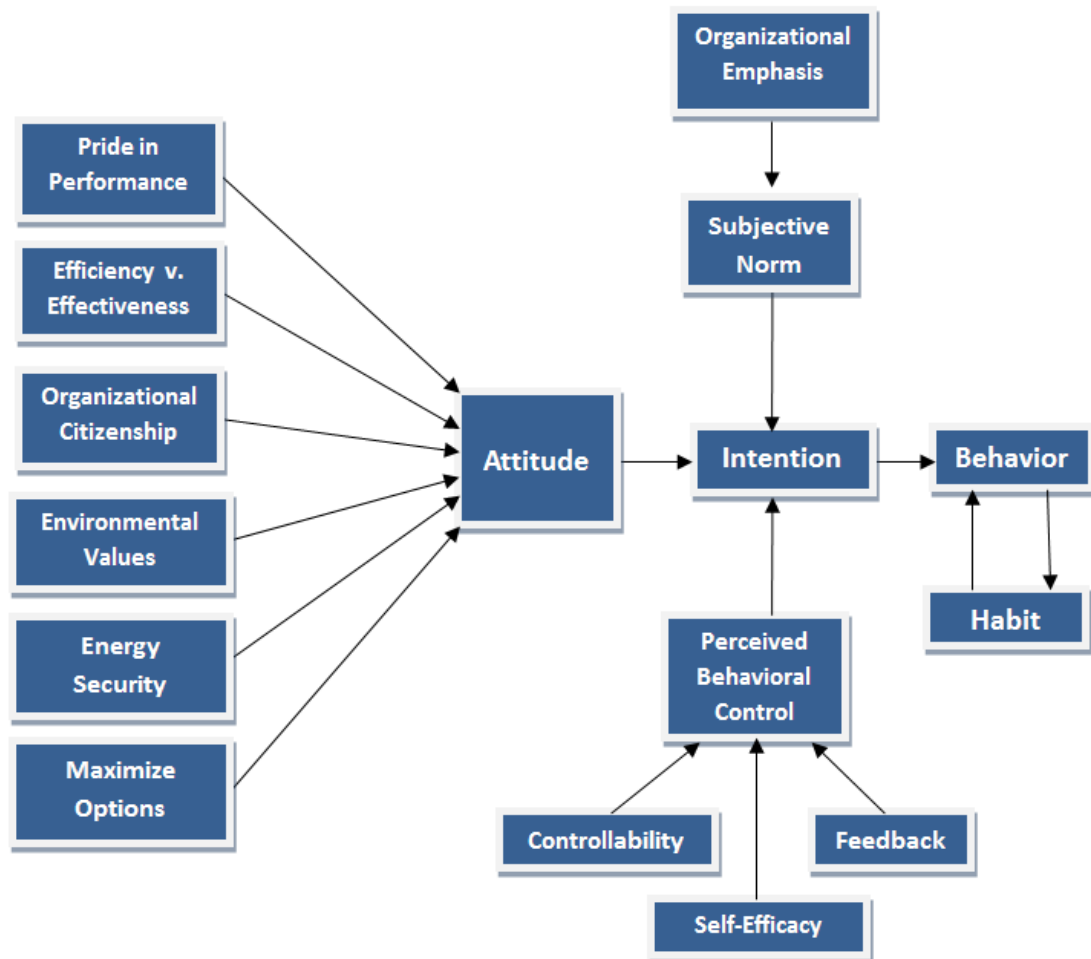 Organizational
Emphasis
Pride in
Performance
Subjective
Norm
Efficiency v.
Effectiveness
Organizational
Citizenship
Attitude
Intention
Behavior
Environmental
Values
Habit
Energy
Security
Perceived
Behavioral
Control
Maximize
Options
Controllability
Feedback
Self-Efficacy